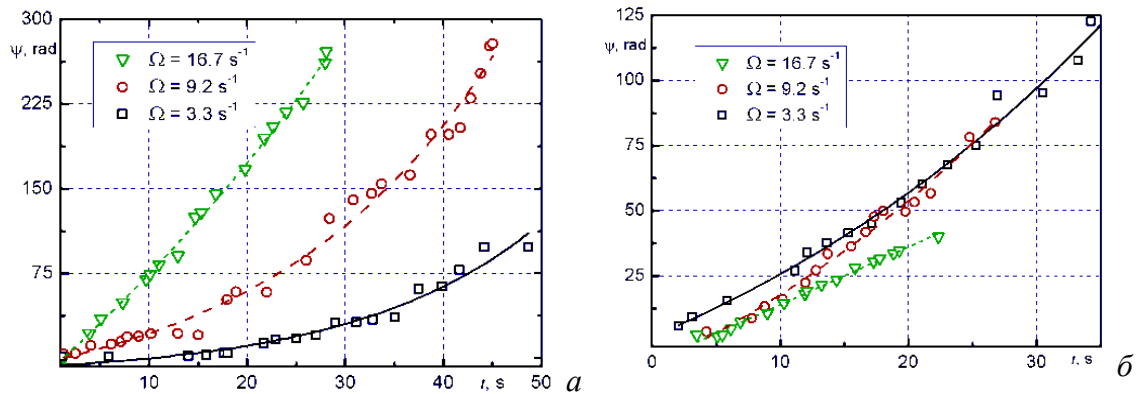 300
ψ, rad
225
150
75
Ω = 16.7 s⁻¹
Ω = 9.2 s⁻¹
Ω = 3.3 s⁻¹
10 20 30 40 t, s 50
а
125
ψ, rad
100
75
50
25
Ω = 16.7 s⁻¹
Ω = 9.2 s⁻¹
Ω = 3.3 s⁻¹
0 10 20 30 t, s
б